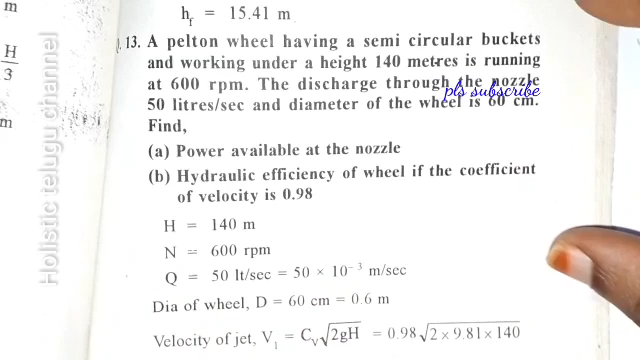 m
H
3
m
Holistic telugu channel
h_f = 15.41 m
13. A pelton wheel having a semi circular buckets
and working under a height 140 metres is running
at 600 rpm. The discharge through the nozzle
50 litres/sec and diameter of the wheel is 60 cm.
pls subscribe
Find,
(a) Power available at the nozzle
(b) Hydraulic efficiency of wheel if the coefficient
of velocity is 0.98
H = 140 m
N = 600 rpm
Q = 50 lt/sec = 50 × 10⁻³ m/sec
Dia of wheel, D = 60 cm = 0.6 m
Velocity of jet, V₁ = C_V√2gH = 0.98√2 × 9.81 × 140